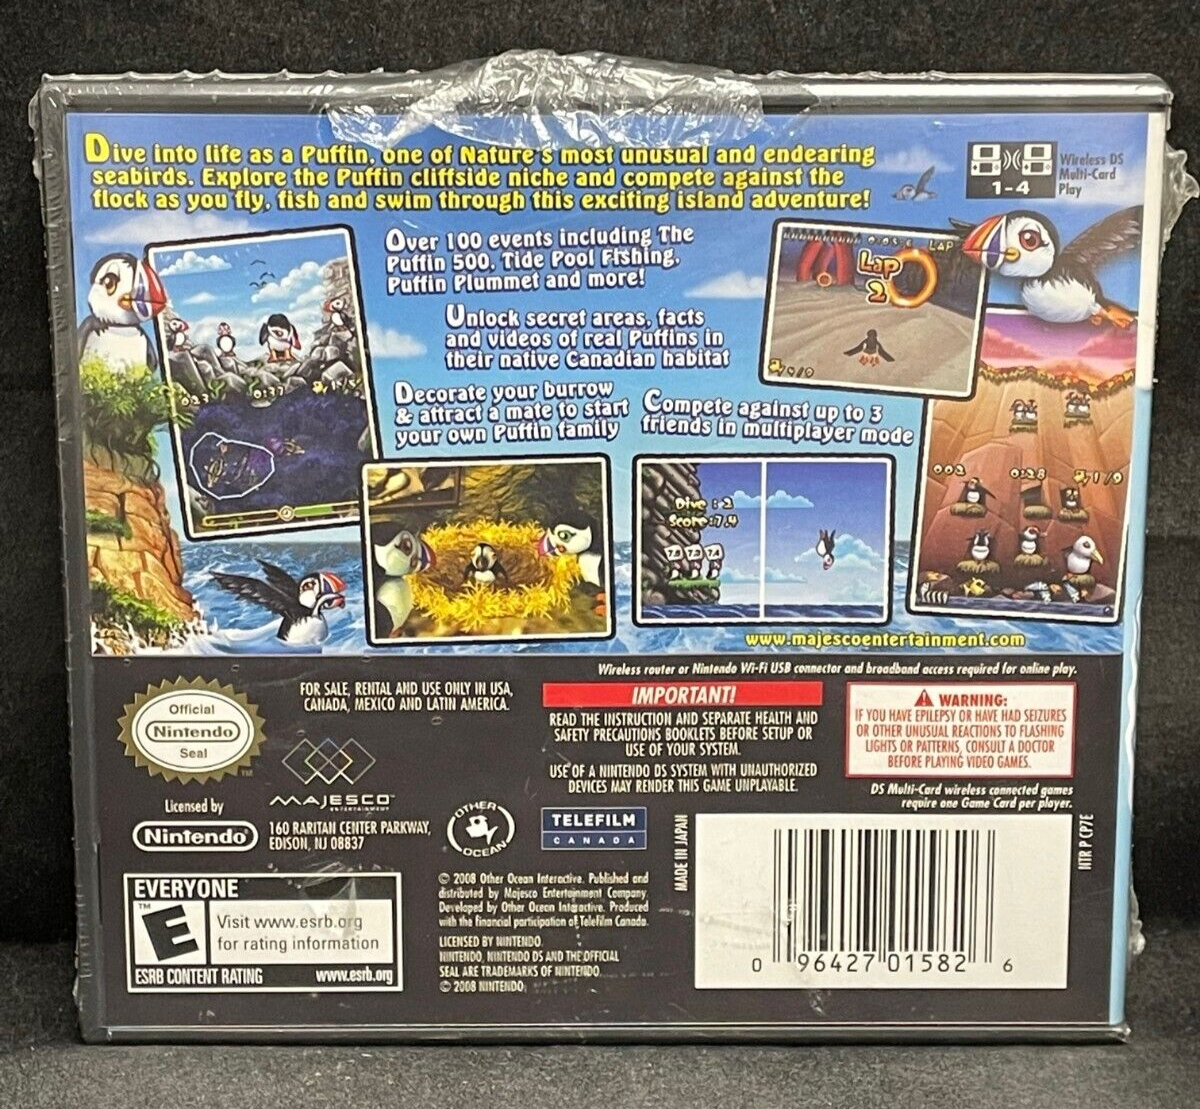 Dive into life as a Puffin, one of Nature's most unusual and endearing
seabirds. Explore the Puffin cliffside niche and compete against the
flock as you fly, fish and swim through this exciting island adventure!
Wireless DS
Multi-Card
Play
1-4
Over 100 events including The
Puffin 500, Tide Pool Fishing,
Puffin Plummet and more!
Unlock secret areas, facts
and videos of real Puffins in
their native Canadian habitat
Decorate your burrow
& attract a mate to start
your own Puffin family
Compete against up to 3
friends in multiplayer mode
LAP
Lap
2
0:37
002
0:28
1/9
Dive : 2
Score:7.4
www.majescoentertainment.com
Wireless router or Nintendo Wi-Fi USB connector and broadband access required for online play.
Official
Nintendo
Seal
TM
FOR SALE, RENTAL AND USE ONLY IN USA,
CANADA, MEXICO AND LATIN AMERICA.
IMPORTANT!
READ THE INSTRUCTION AND SEPARATE HEALTH AND
SAFETY PRECAUTIONS BOOKLETS BEFORE SETUP OR
USE OF YOUR SYSTEM.
USE OF A NINTENDO DS SYSTEM WITH UNAUTHORIZED
DEVICES MAY RENDER THIS GAME UNPLAYABLE.
WARNING:
IF YOU HAVE EPILEPSY OR HAVE HAD SEIZURES
OR OTHER UNUSUAL REACTIONS TO FLASHING
LIGHTS OR PATTERNS, CONSULT A DOCTOR
BEFORE PLAYING VIDEO GAMES.
DS Multi-Card wireless connected games
require one Game Card per player.
Licensed by
Nintendo®
MAJESCO™
ENTERTAINMENT
160 RARITAN CENTER PARKWAY,
EDISON, NJ 08837
OTHER
OCEAN
TELEFILM
CANADA
MADE IN JAPAN
NTR P CP7E
EVERYONE
TM
E
Visit www.esrb.org
for rating information
ESRB CONTENT RATING
www.esrb.org
© 2008 Other Ocean Interactive. Published and
distributed by Majesco Entertainment Company.
Developed by Other Ocean Interactive. Produced
with the financial participation of Telefilm Canada.
LICENSED BY NINTENDO.
NINTENDO, NINTENDO DS AND THE OFFICIAL
SEAL ARE TRADEMARKS OF NINTENDO.
© 2008 NINTENDO.
0 96427 01582 6